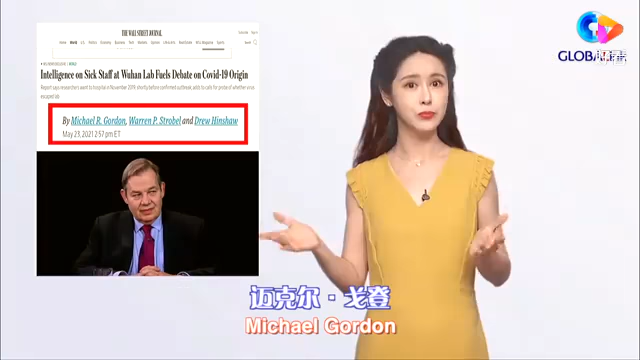 THE WALL STREET JOURNAL
Intelligence on Sick Staff at Wuhan Lab Fuels Debate on Covid-19 Origin
Report says researchers went to hospital in November 2019, shortly before confirmed outbreak; adds to calls for probe of whether virus
escaped lab
By Michael R. Gordon, Warren P. Strobel and Drew Hinshaw
May 23, 2021 2:57 pm ET
迈克尔·戈登
Michael Gordon